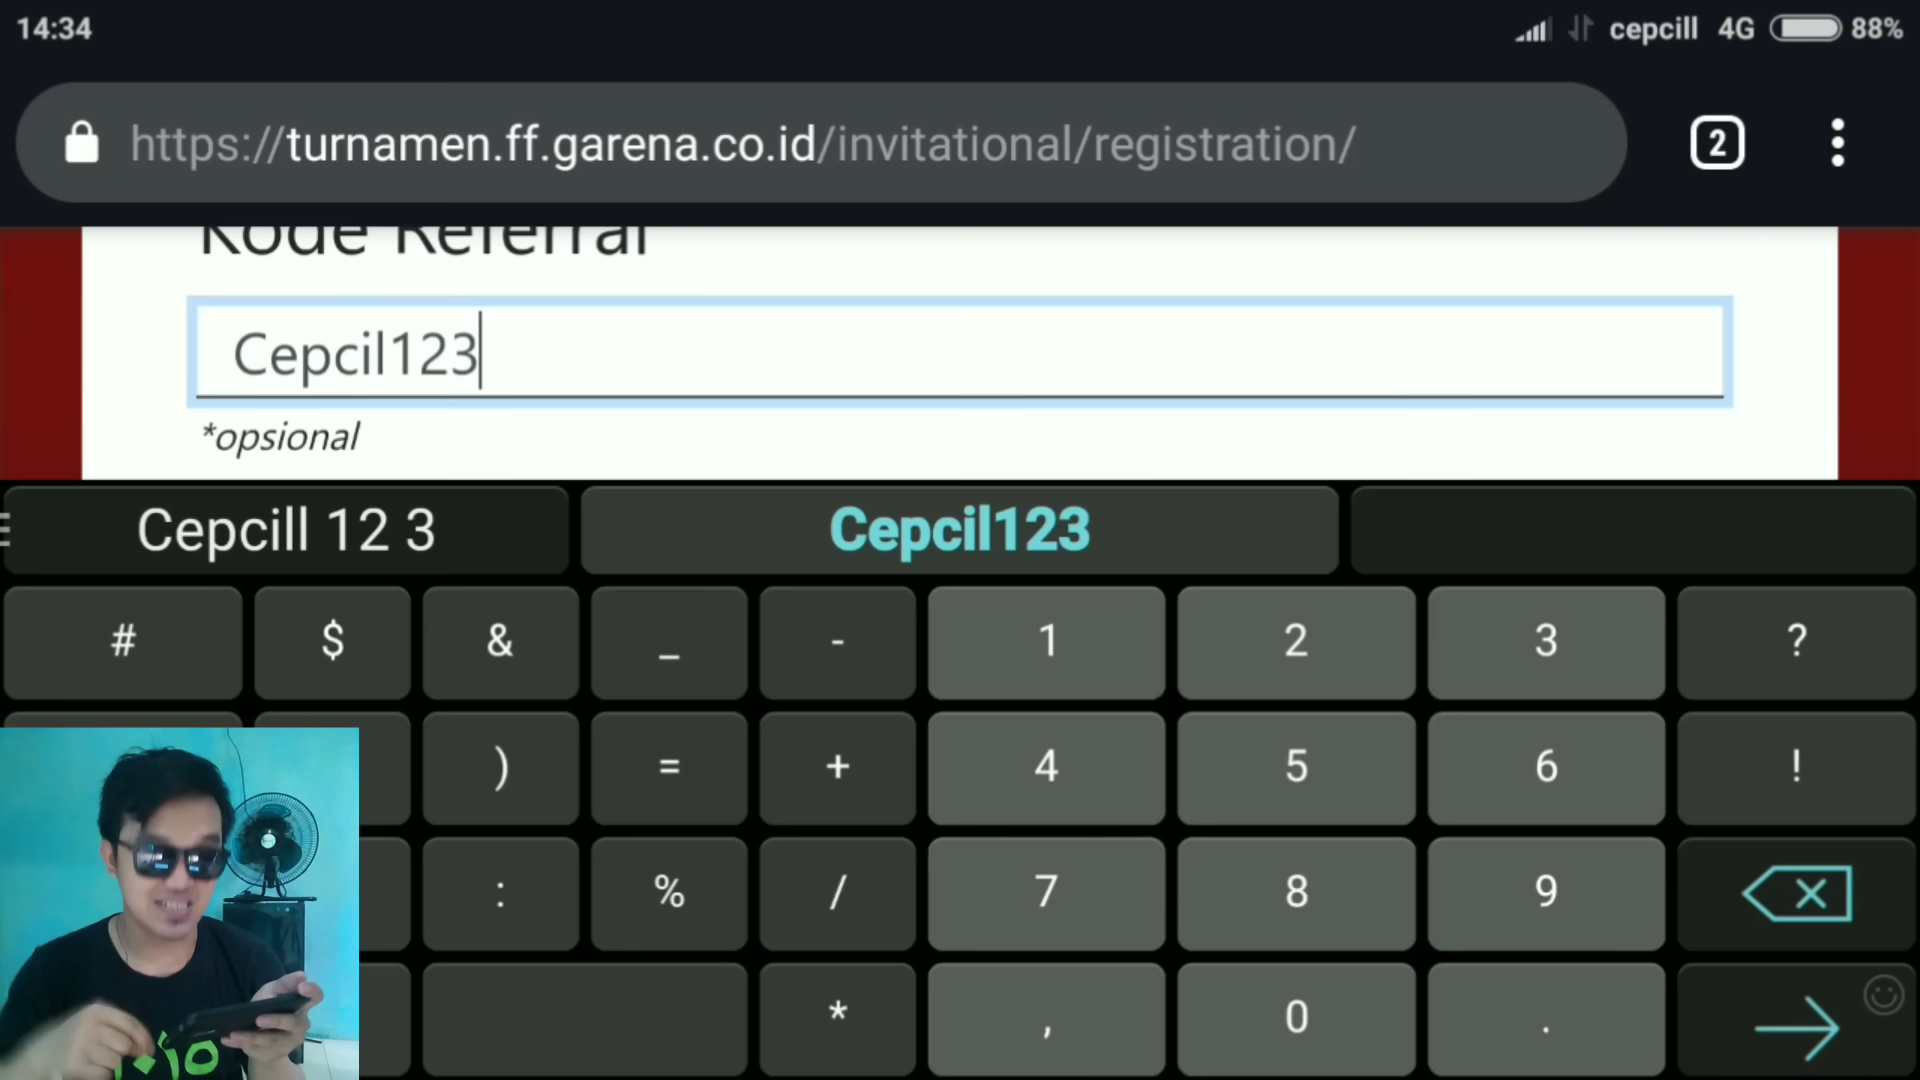 14:34
cepcill 4G 88%
https://turnamen.ff.garena.co.id/invitational/registration/
2
Kode Referral
Cepcil123
*opsional
Cepcill 12 3
Cepcil123
# $ & _ - 1 2 3 ?
) = + 4 5 6 !
: % / 7 8 9
* , 0 .